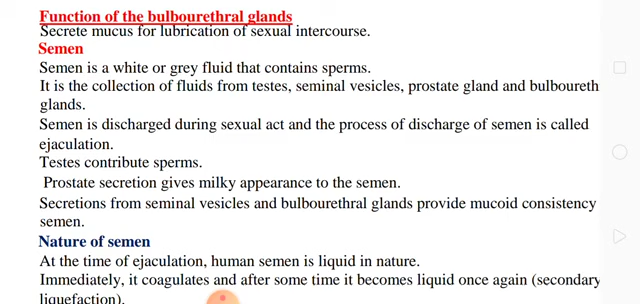 Function of the bulbourethral glands
Secrete mucus for lubrication of sexual intercourse.
Semen
Semen is a white or grey fluid that contains sperms.
It is the collection of fluids from testes, seminal vesicles, prostate gland and bulboureth
glands.
Semen is discharged during sexual act and the process of discharge of semen is called
ejaculation.
Testes contribute sperms.
Prostate secretion gives milky appearance to the semen.
Secretions from seminal vesicles and bulbourethral glands provide mucoid consistency
semen.
Nature of semen
At the time of ejaculation, human semen is liquid in nature.
Immediately, it coagulates and after some time it becomes liquid once again (secondary
liquefaction).